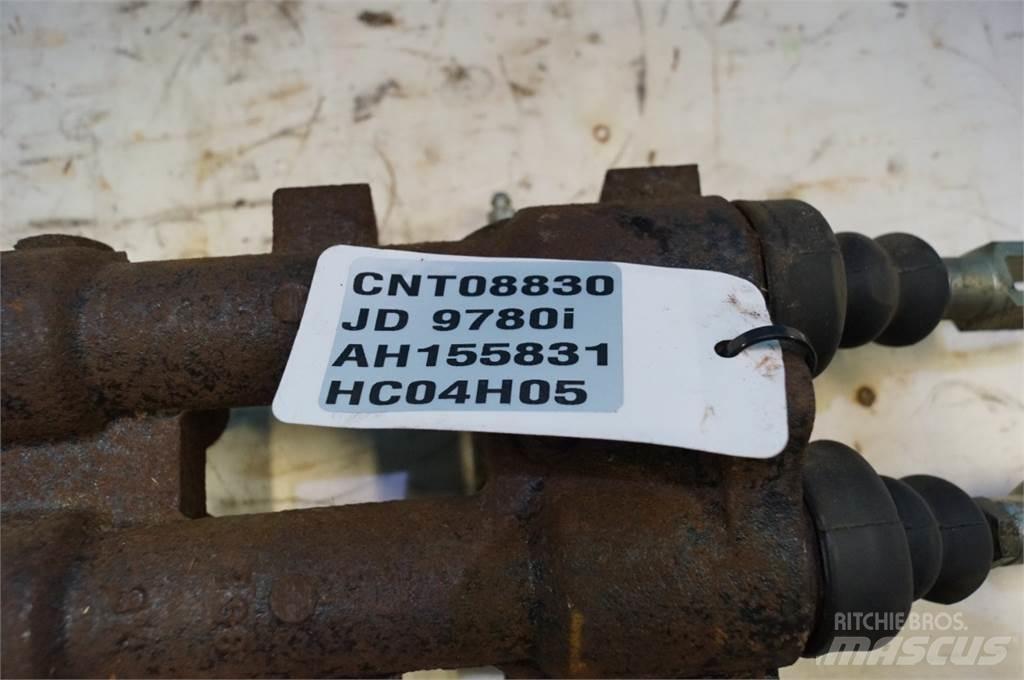 CNT08830
JD 9780i
AH155831
HC04H05
RITCHIE BROS.
MASCUS